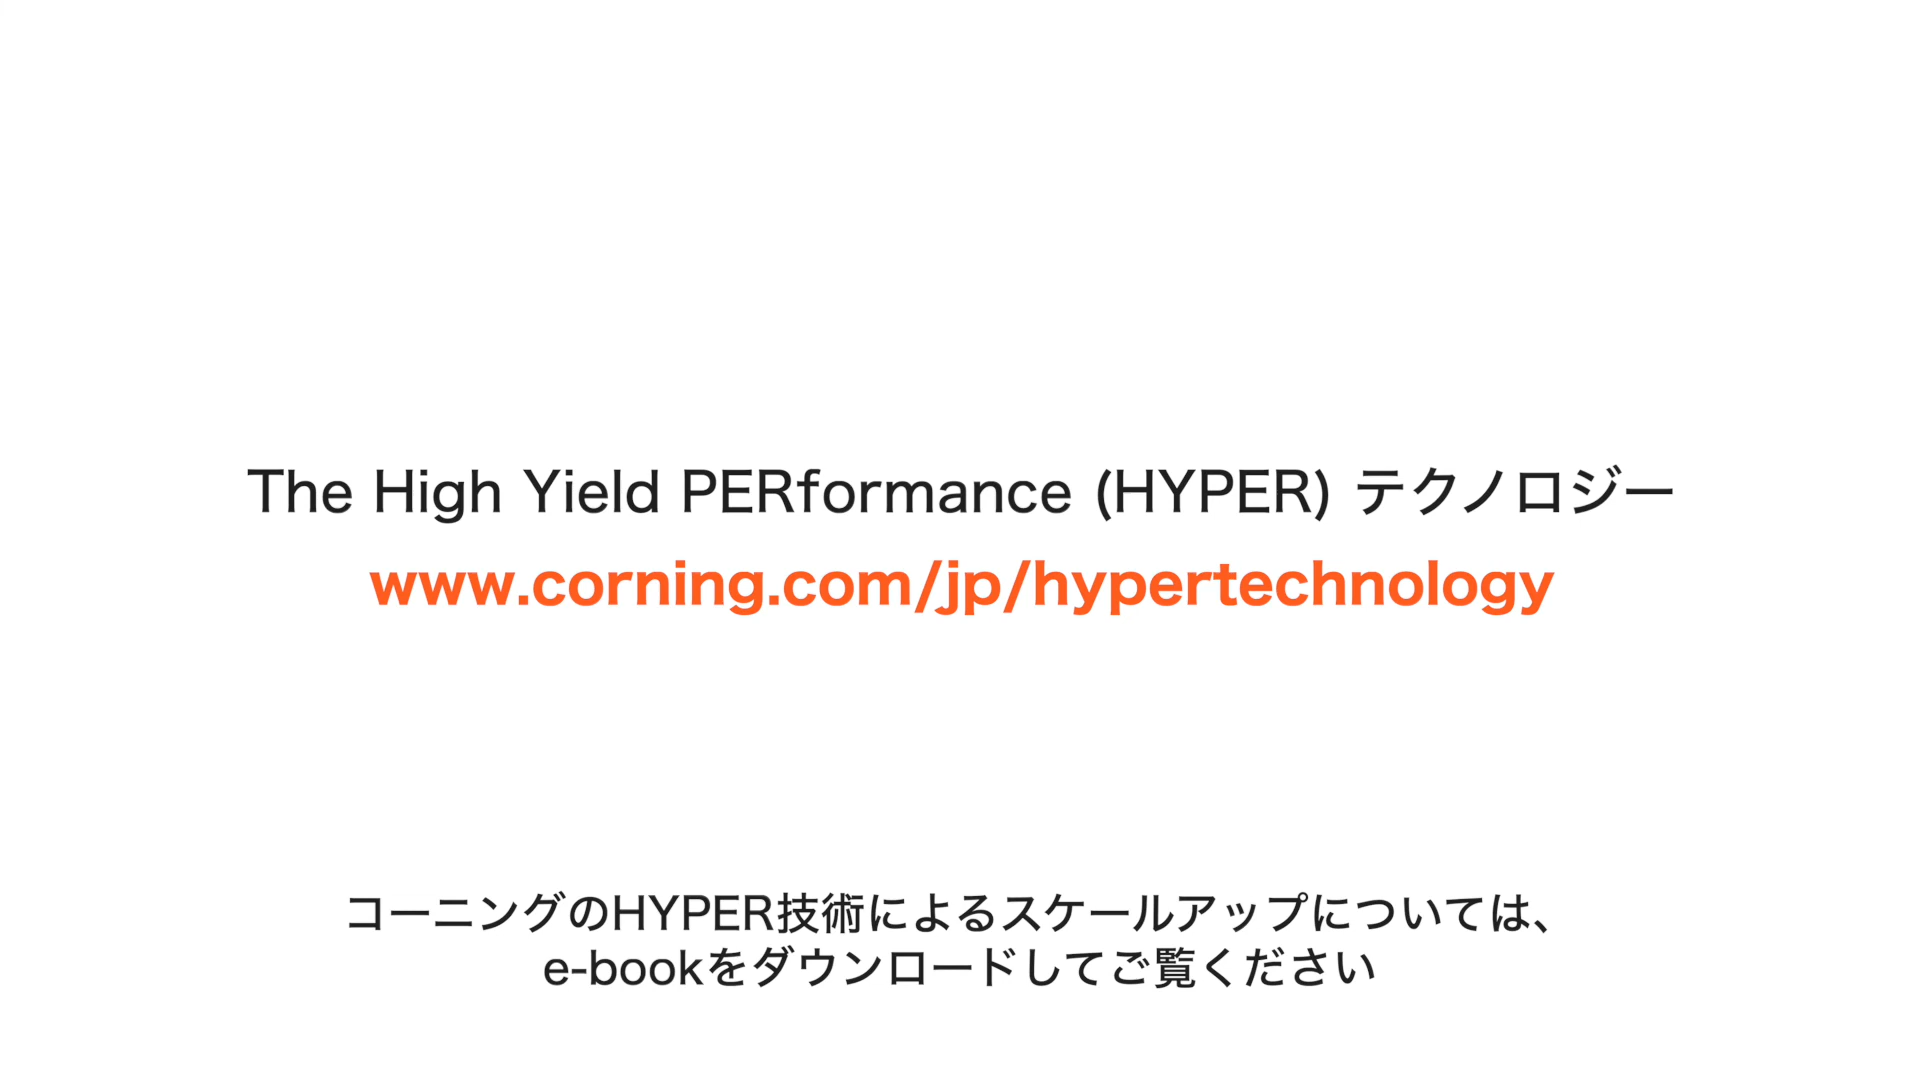 The High Yield PERformance (HYPER) テクノロジー
www.corning.com/jp/hypertechnology
コーニングのHYPER技術によるスケールアップについては、
e-bookをダウンロードしてご覧ください